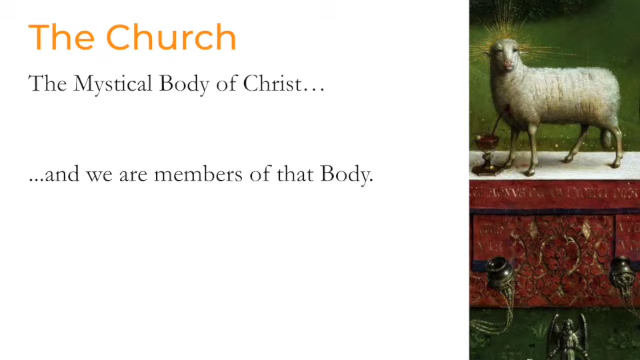 The Church
The Mystical Body of Christ…
...and we are members of that Body.